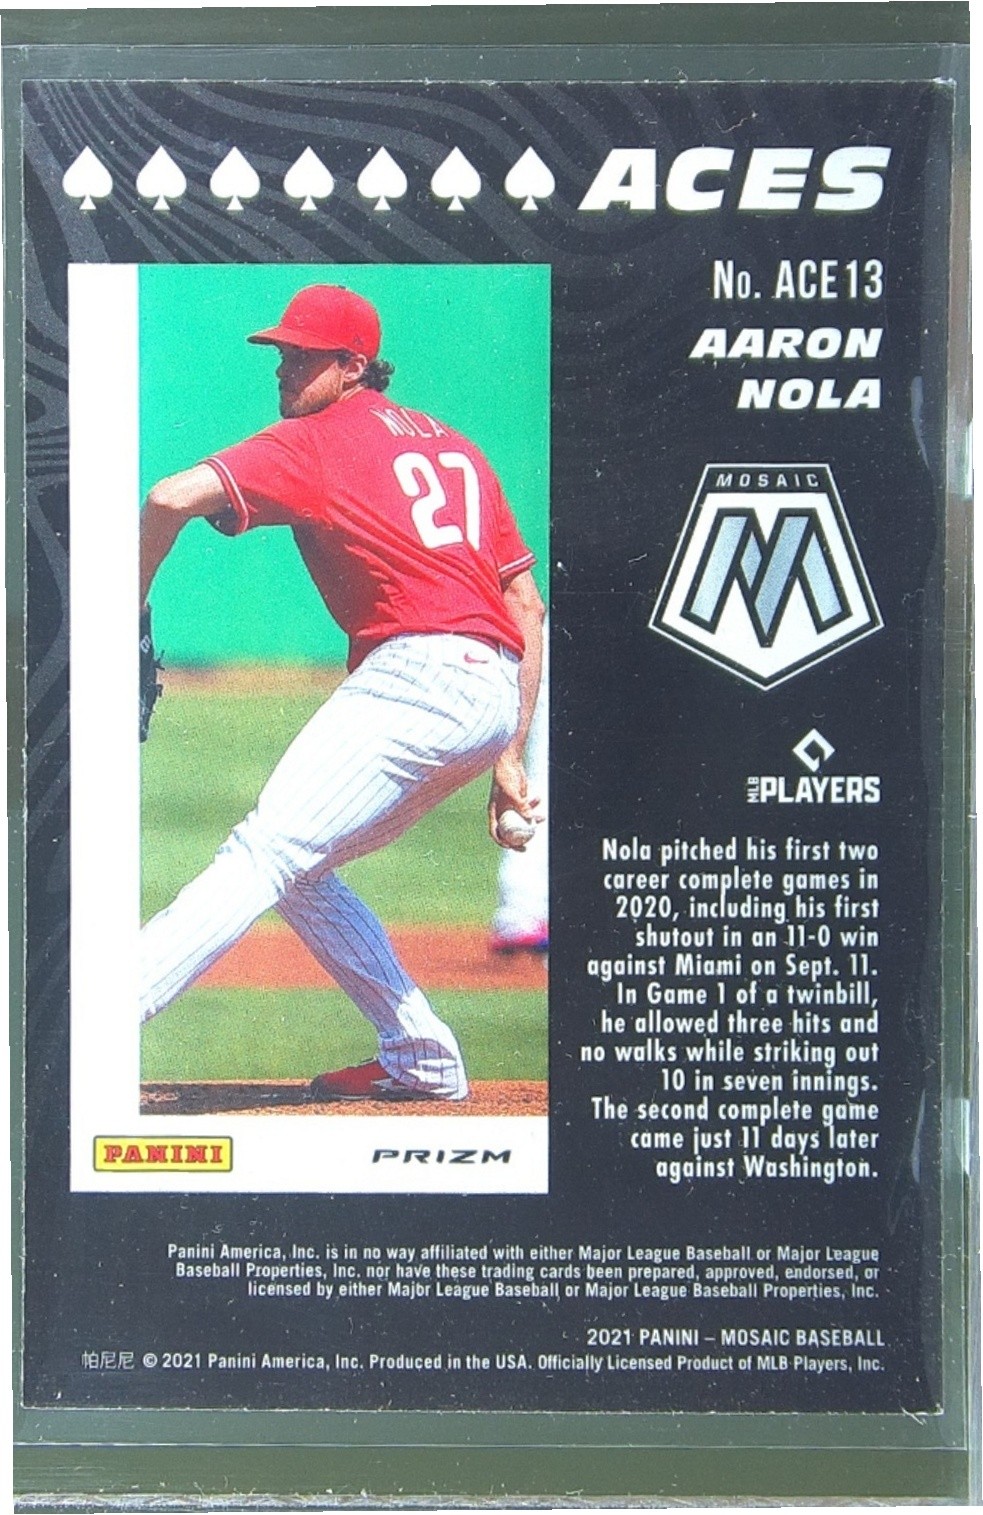 ACES
No. ACE13
AARON
NOLA
NOLA
27
MOSAIC
M
MLB PLAYERS
Nola pitched his first two
career complete games in
2020, including his first
shutout in an 11-0 win
against Miami on Sept. 11.
In Game 1 of a twinbill,
he allowed three hits and
no walks while striking out
10 in seven innings.
The second complete game
came just 11 days later
against Washington.
PANINI
PRIZM
Panini America, Inc. is in no way affiliated with either Major League Baseball or Major League
Baseball Properties, Inc. nor have these trading cards been prepared, approved, endorsed, or
licensed by either Major League Baseball or Major League Baseball Properties, Inc.
2021 PANINI – MOSAIC BASEBALL
帕尼尼 © 2021 Panini America, Inc. Produced in the USA. Officially Licensed Product of MLB Players, Inc.